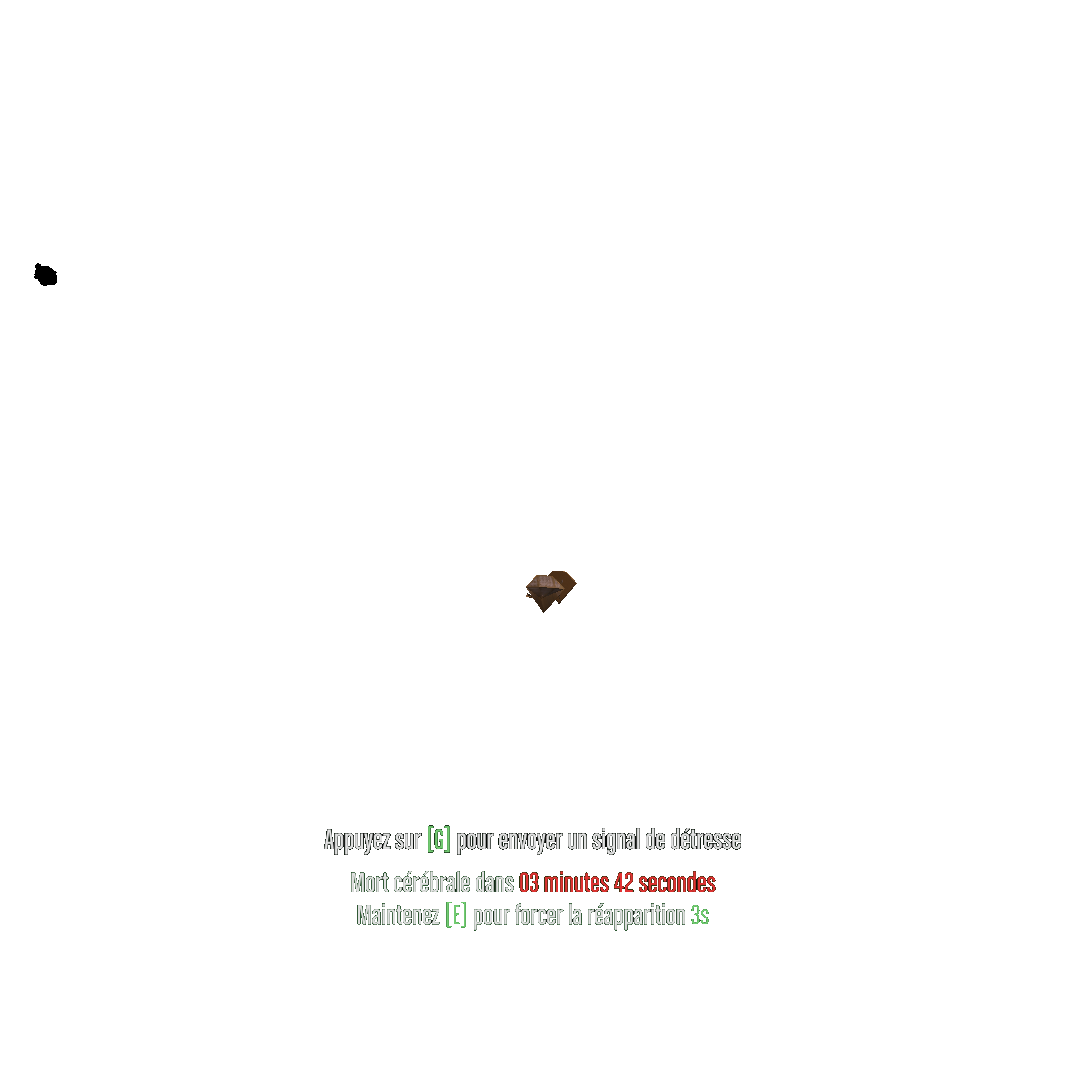 Appuyez sur [G] pour envoyer un signal de détresse
Mort cérébrale dans 03 minutes 42 secondes
Maintenez [E] pour forcer la réapparition 3s